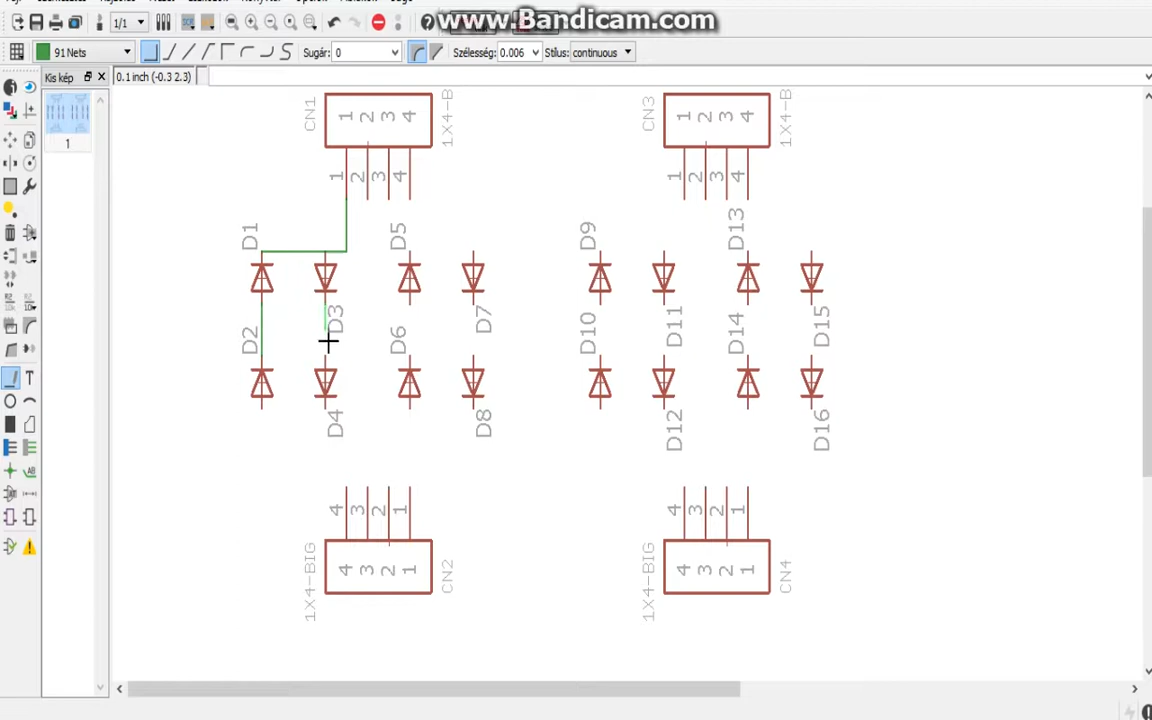 www.Bandicam.com
1/1
91 Nets
Sugár: 0
Szélesség: 0.006
Stílus: continuous
Kis kép
0.1 inch (-0.3 2.3)
1
CN1
1 2 3 4
1X4-B
CN3
1 2 3 4
1X4-B
1 2 3 4
1 2 3 4
D1
D5
D9
D13
D3
D7
D11
D15
D2
D6
D10
D14
D4
D8
D12
D16
4 3 2 1
4 3 2 1
1X4-BIG
4 3 2 1
CN2
1X4-BIG
4 3 2 1
CN4